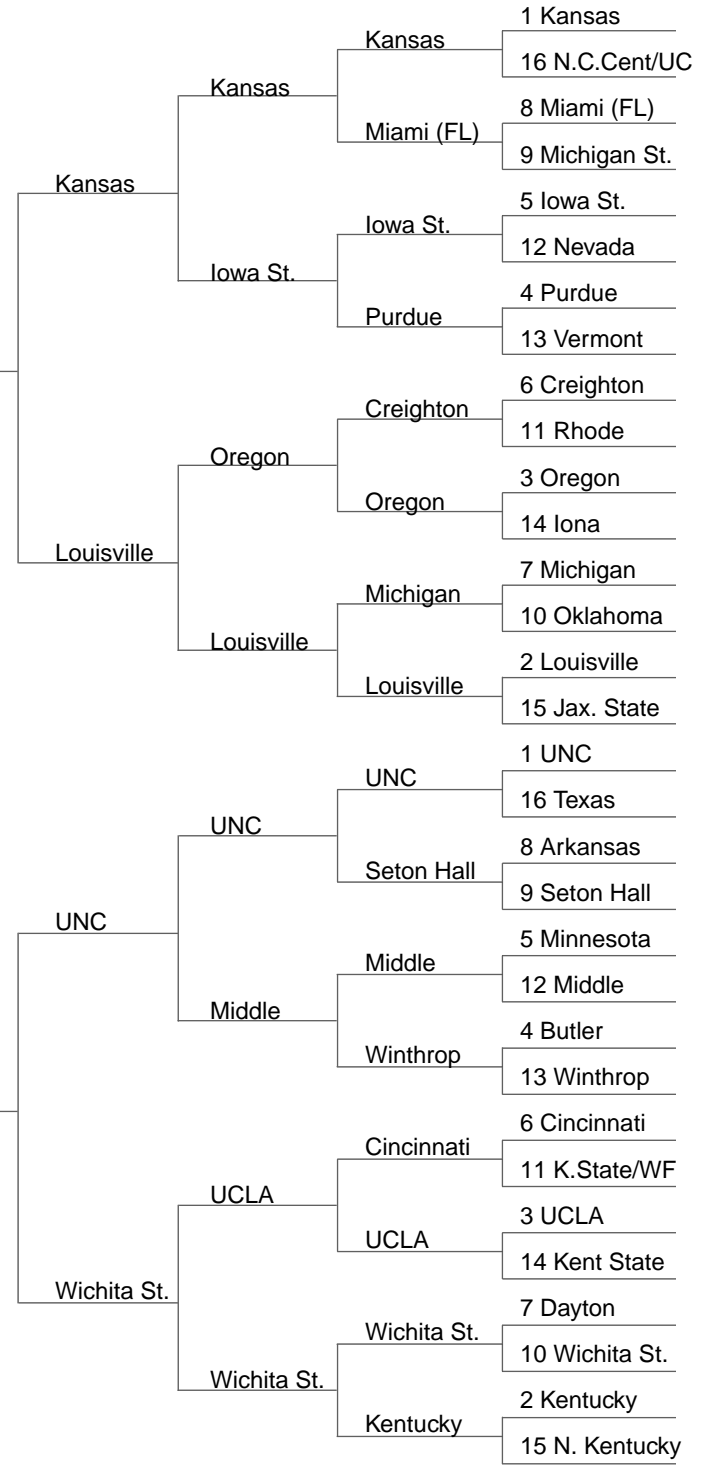 1 Kansas
Kansas
16 N.C.Cent/UC
Kansas
8 Miami (FL)
Miami (FL)
9 Michigan St.
Kansas
5 Iowa St.
Iowa St.
12 Nevada
Iowa St.
4 Purdue
Purdue
13 Vermont
6 Creighton
Creighton
11 Rhode
Oregon
3 Oregon
Oregon
14 Iona
Louisville
7 Michigan
Michigan
10 Oklahoma
Louisville
2 Louisville
Louisville
15 Jax. State
1 UNC
UNC
16 Texas
UNC
8 Arkansas
Seton Hall
9 Seton Hall
UNC
5 Minnesota
Middle
12 Middle
Middle
4 Butler
Winthrop
13 Winthrop
6 Cincinnati
Cincinnati
11 K.State/WF
UCLA
3 UCLA
UCLA
14 Kent State
Wichita St.
7 Dayton
Wichita St.
10 Wichita St.
Wichita St.
2 Kentucky
Kentucky
15 N. Kentucky